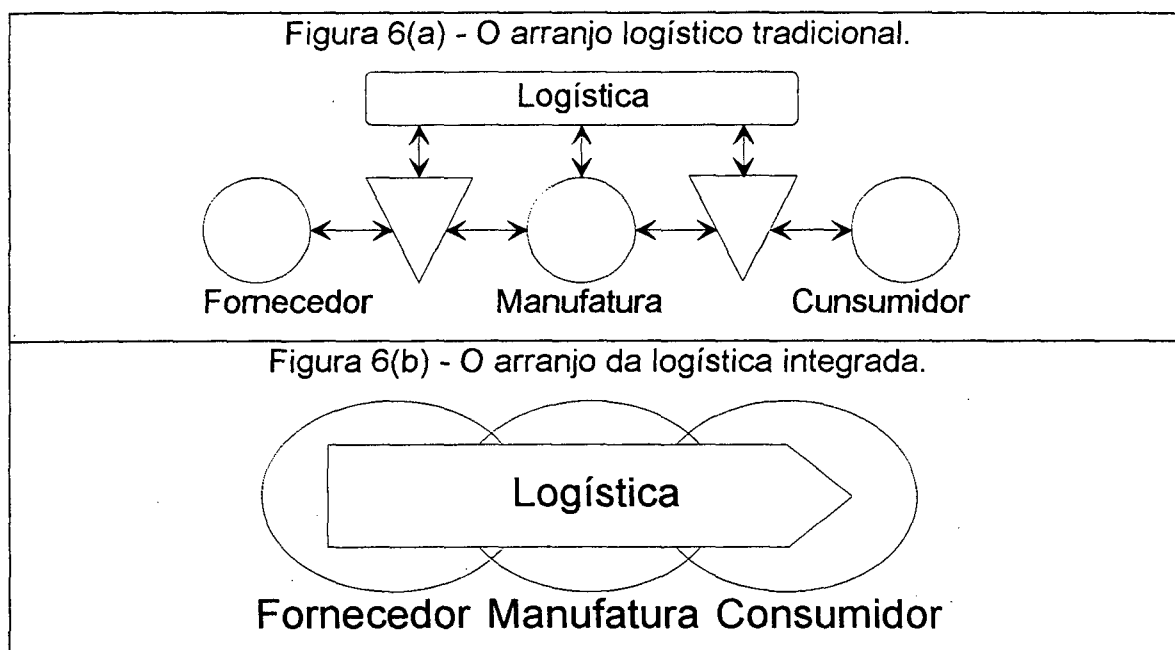 Figura 6(a) - O arranjo logístico tradicional.
Logística
Fornecedor Manufatura Cunsumidor
Figura 6(b) - O arranjo da logística integrada.
Logística
Fornecedor Manufatura Consumidor